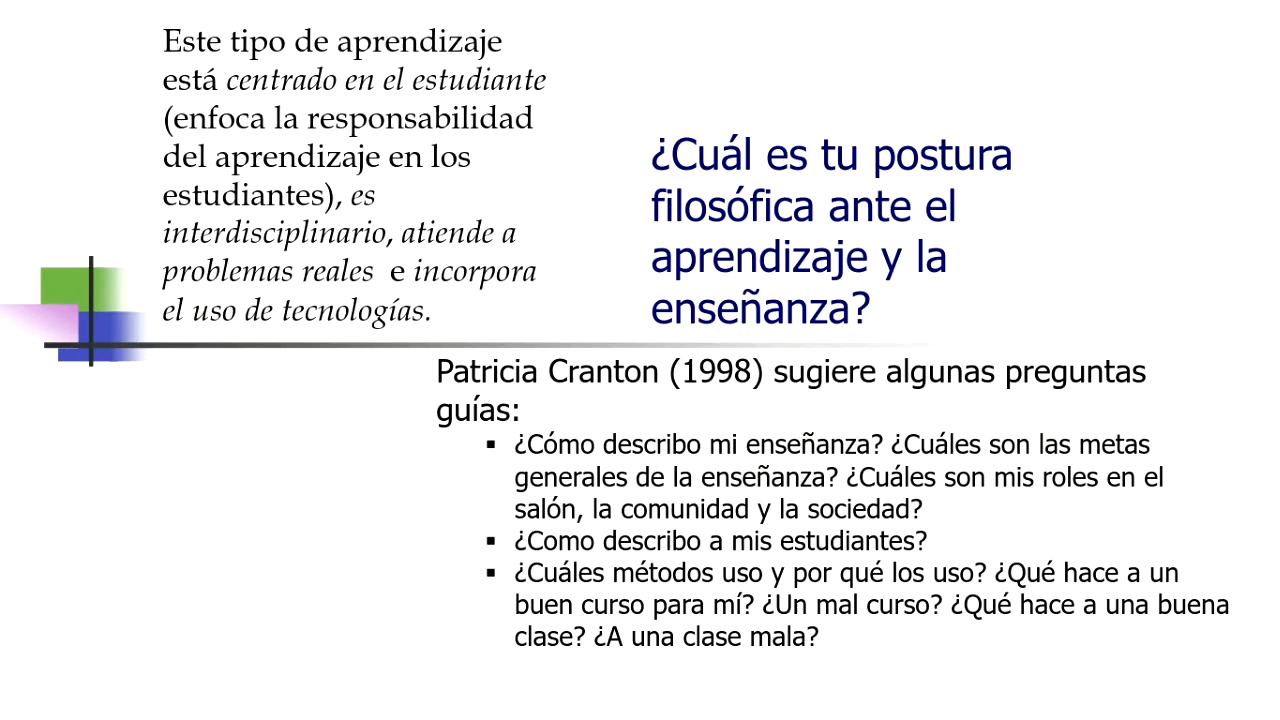 Este tipo de aprendizaje
está centrado en el estudiante
(enfoca la responsabilidad
del aprendizaje en los
estudiantes), es
interdisciplinario, atiende a
problemas reales e incorpora
el uso de tecnologías.
¿Cuál es tu postura
filosófica ante el
aprendizaje y la
enseñanza?
Patricia Cranton (1998) sugiere algunas preguntas
guías:
▪ ¿Cómo describo mi enseñanza? ¿Cuáles son las metas
generales de la enseñanza? ¿Cuáles son mis roles en el
salón, la comunidad y la sociedad?
▪ ¿Como describo a mis estudiantes?
▪ ¿Cuáles métodos uso y por qué los uso? ¿Qué hace a un
buen curso para mí? ¿Un mal curso? ¿Qué hace a una buena
clase? ¿A una clase mala?